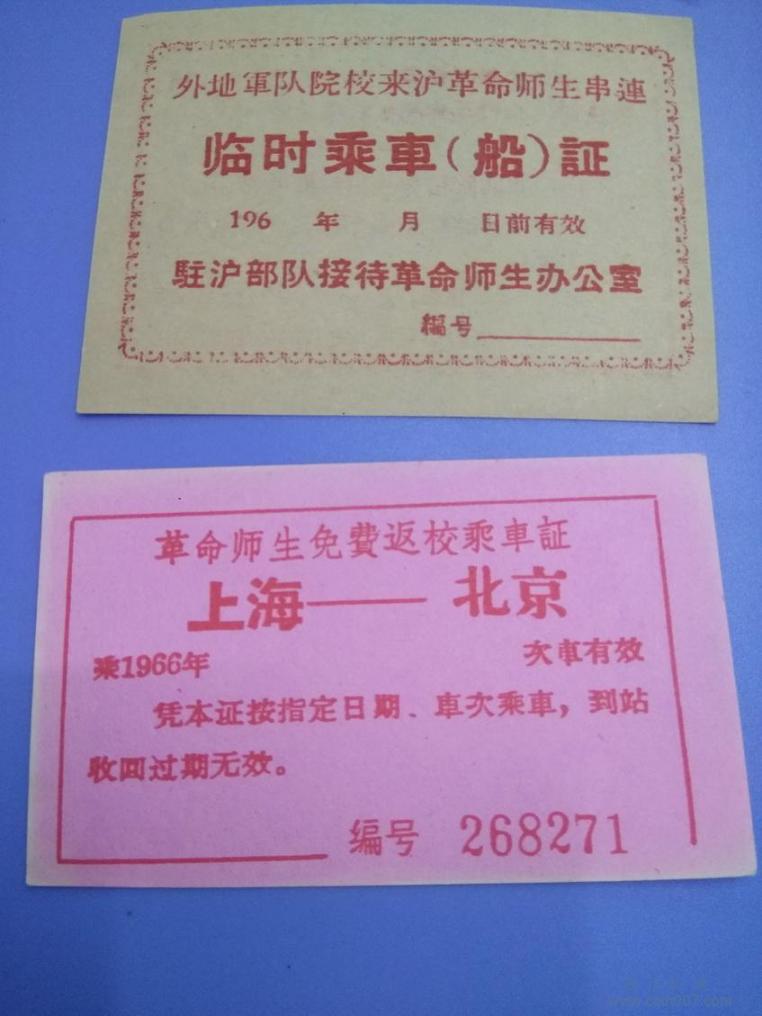 外地軍队院校来沪革命师生串連
临时乘車(船)証
196 年 月 日前有效
駐沪部队接待革命师生办公室
編号
革命师生免費返校乘車証
上海——北京
乘1966年 次車有效
凭本证按指定日期、車次乘車，到站
收回过期无效。
编号 268271